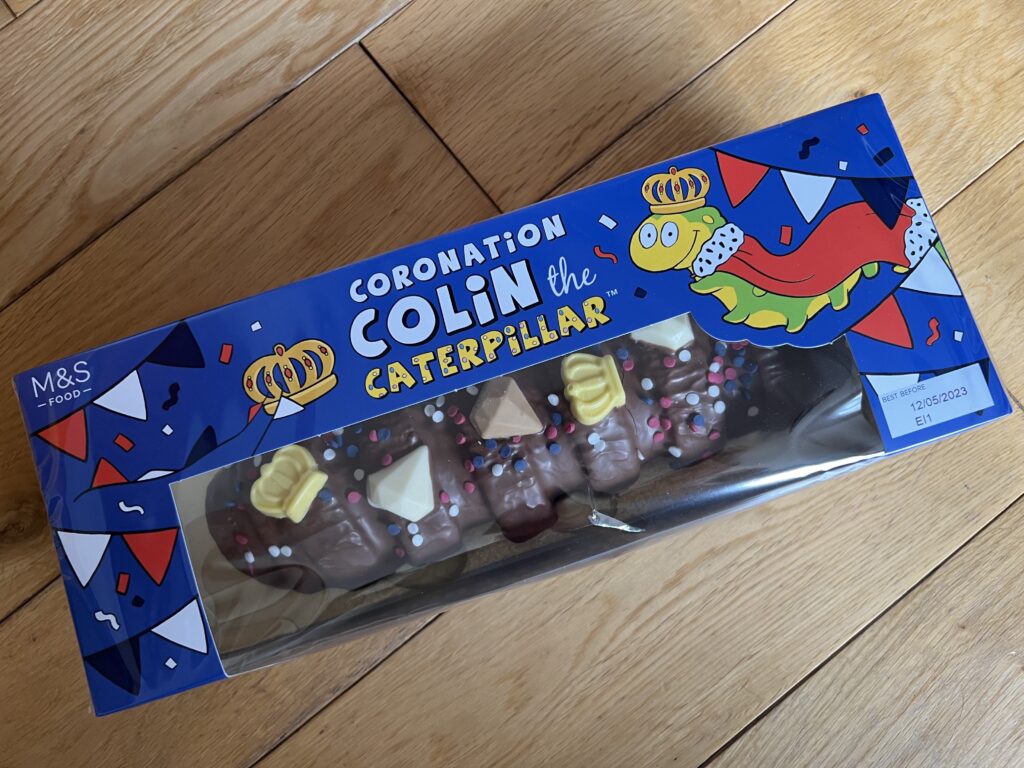 CORONATION
COLIN the
CATERPILLAR™
M&S
FOOD
BEST BEFORE
12/05/2023
EI1